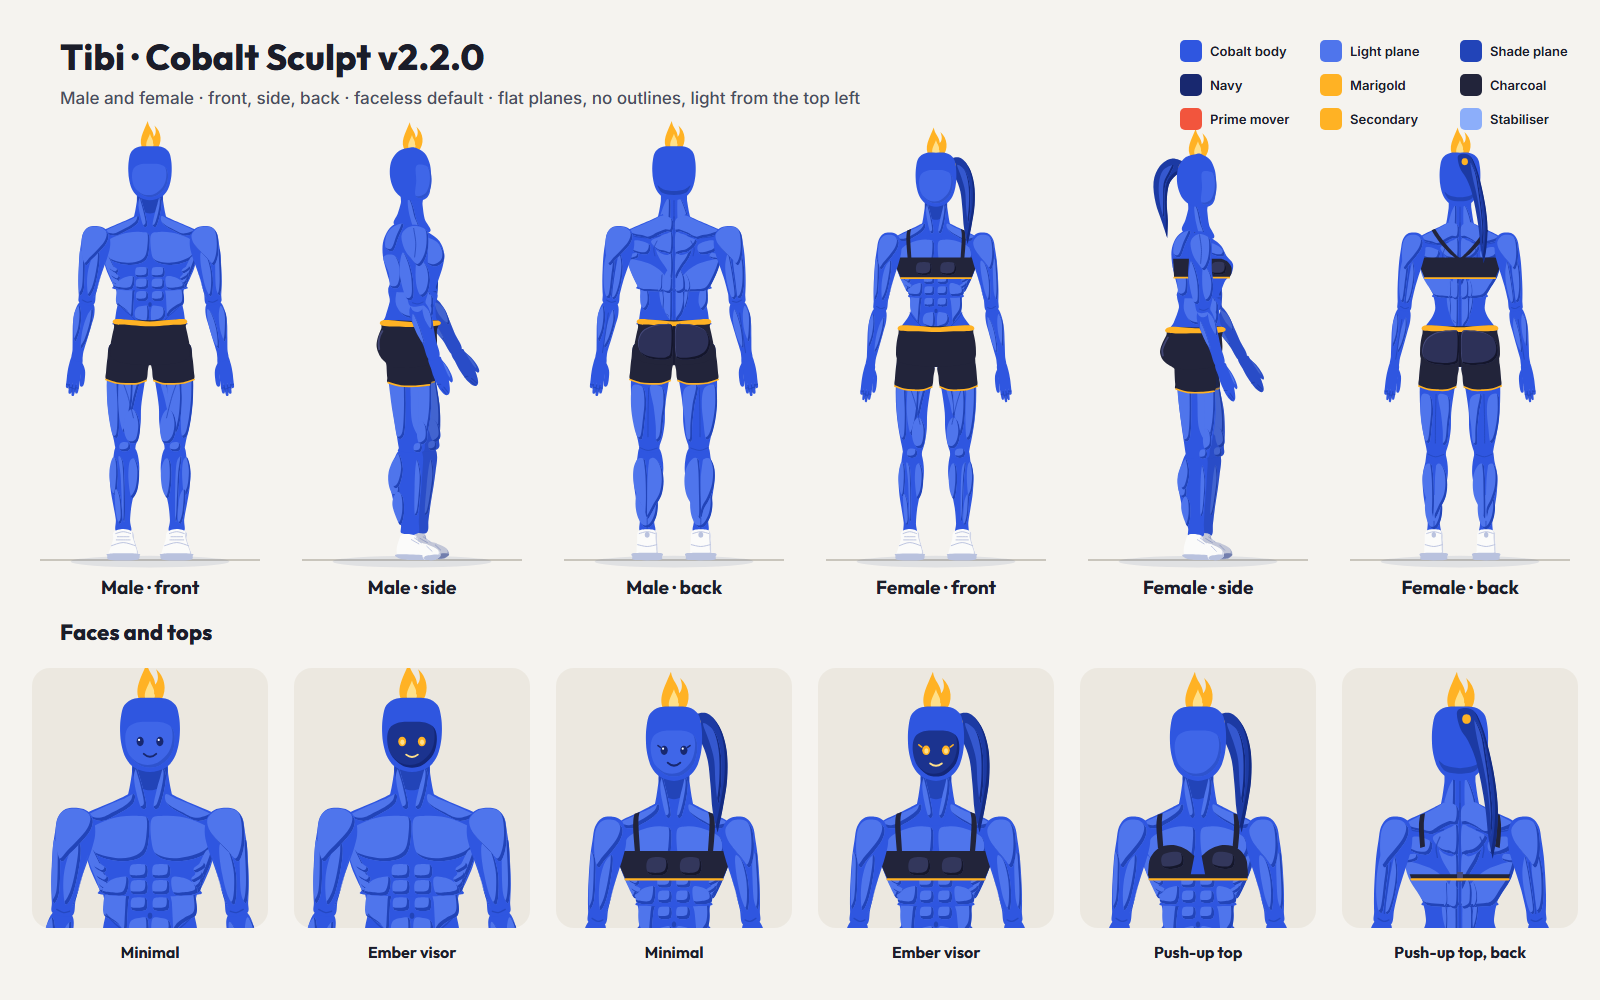 Tibi · Cobalt Sculpt v2.2.0
Male and female · front, side, back · faceless default · flat planes, no outlines, light from the top left
Cobalt body
Light plane
Shade plane
Navy
Marigold
Charcoal
Prime mover
Secondary
Stabiliser
Male · front
Male · side
Male · back
Female · front
Female · side
Female · back
Faces and tops
Minimal
Ember visor
Minimal
Ember visor
Push-up top
Push-up top, back